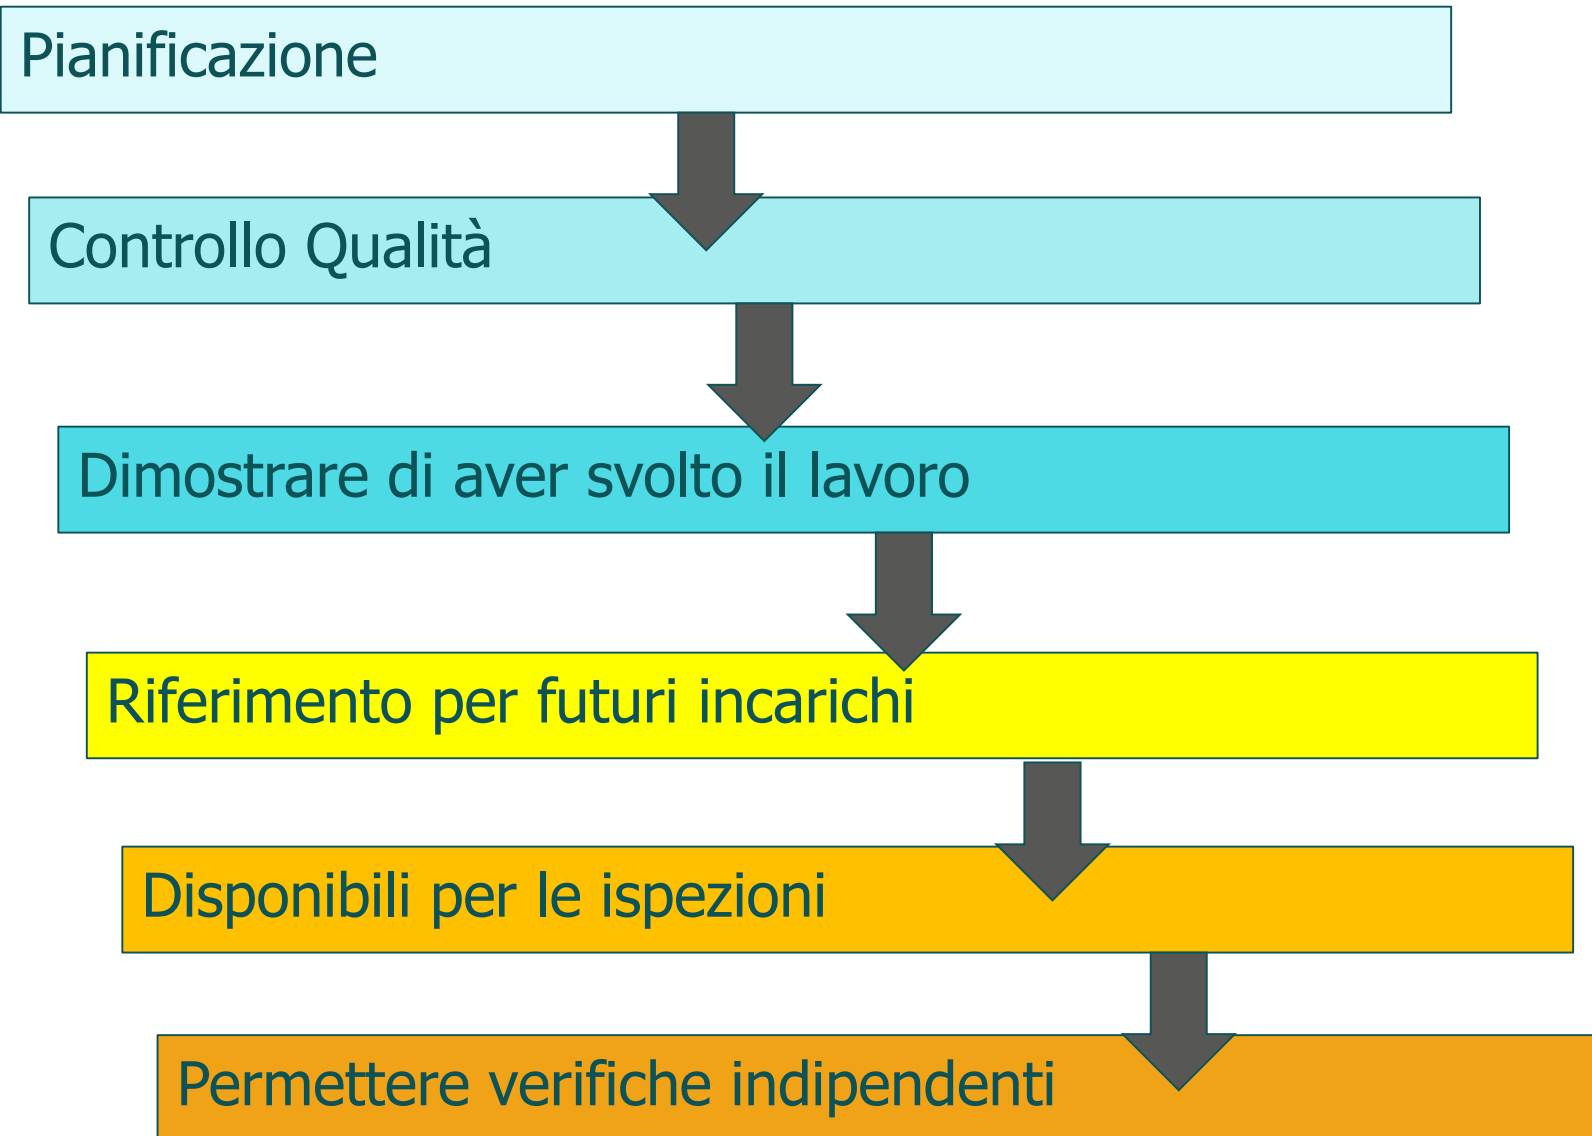 Pianificazione
Controllo Qualità
Dimostrare di aver svolto il lavoro
Riferimento per futuri incarichi
Disponibili per le ispezioni
Permettere verifiche indipendenti